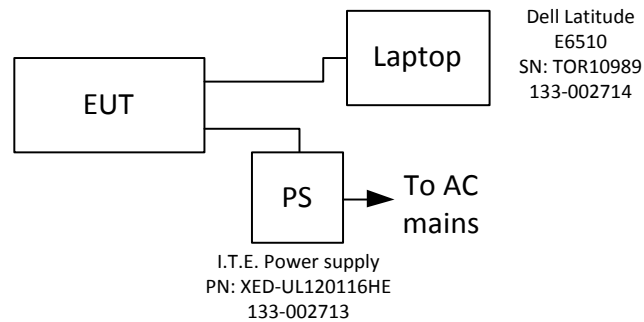 Dell Latitude
E6510
SN: TOR10989
133-002714
Laptop
EUT
PS
To AC
mains
I.T.E. Power supply
PN: XED-UL120116HE
133-002713